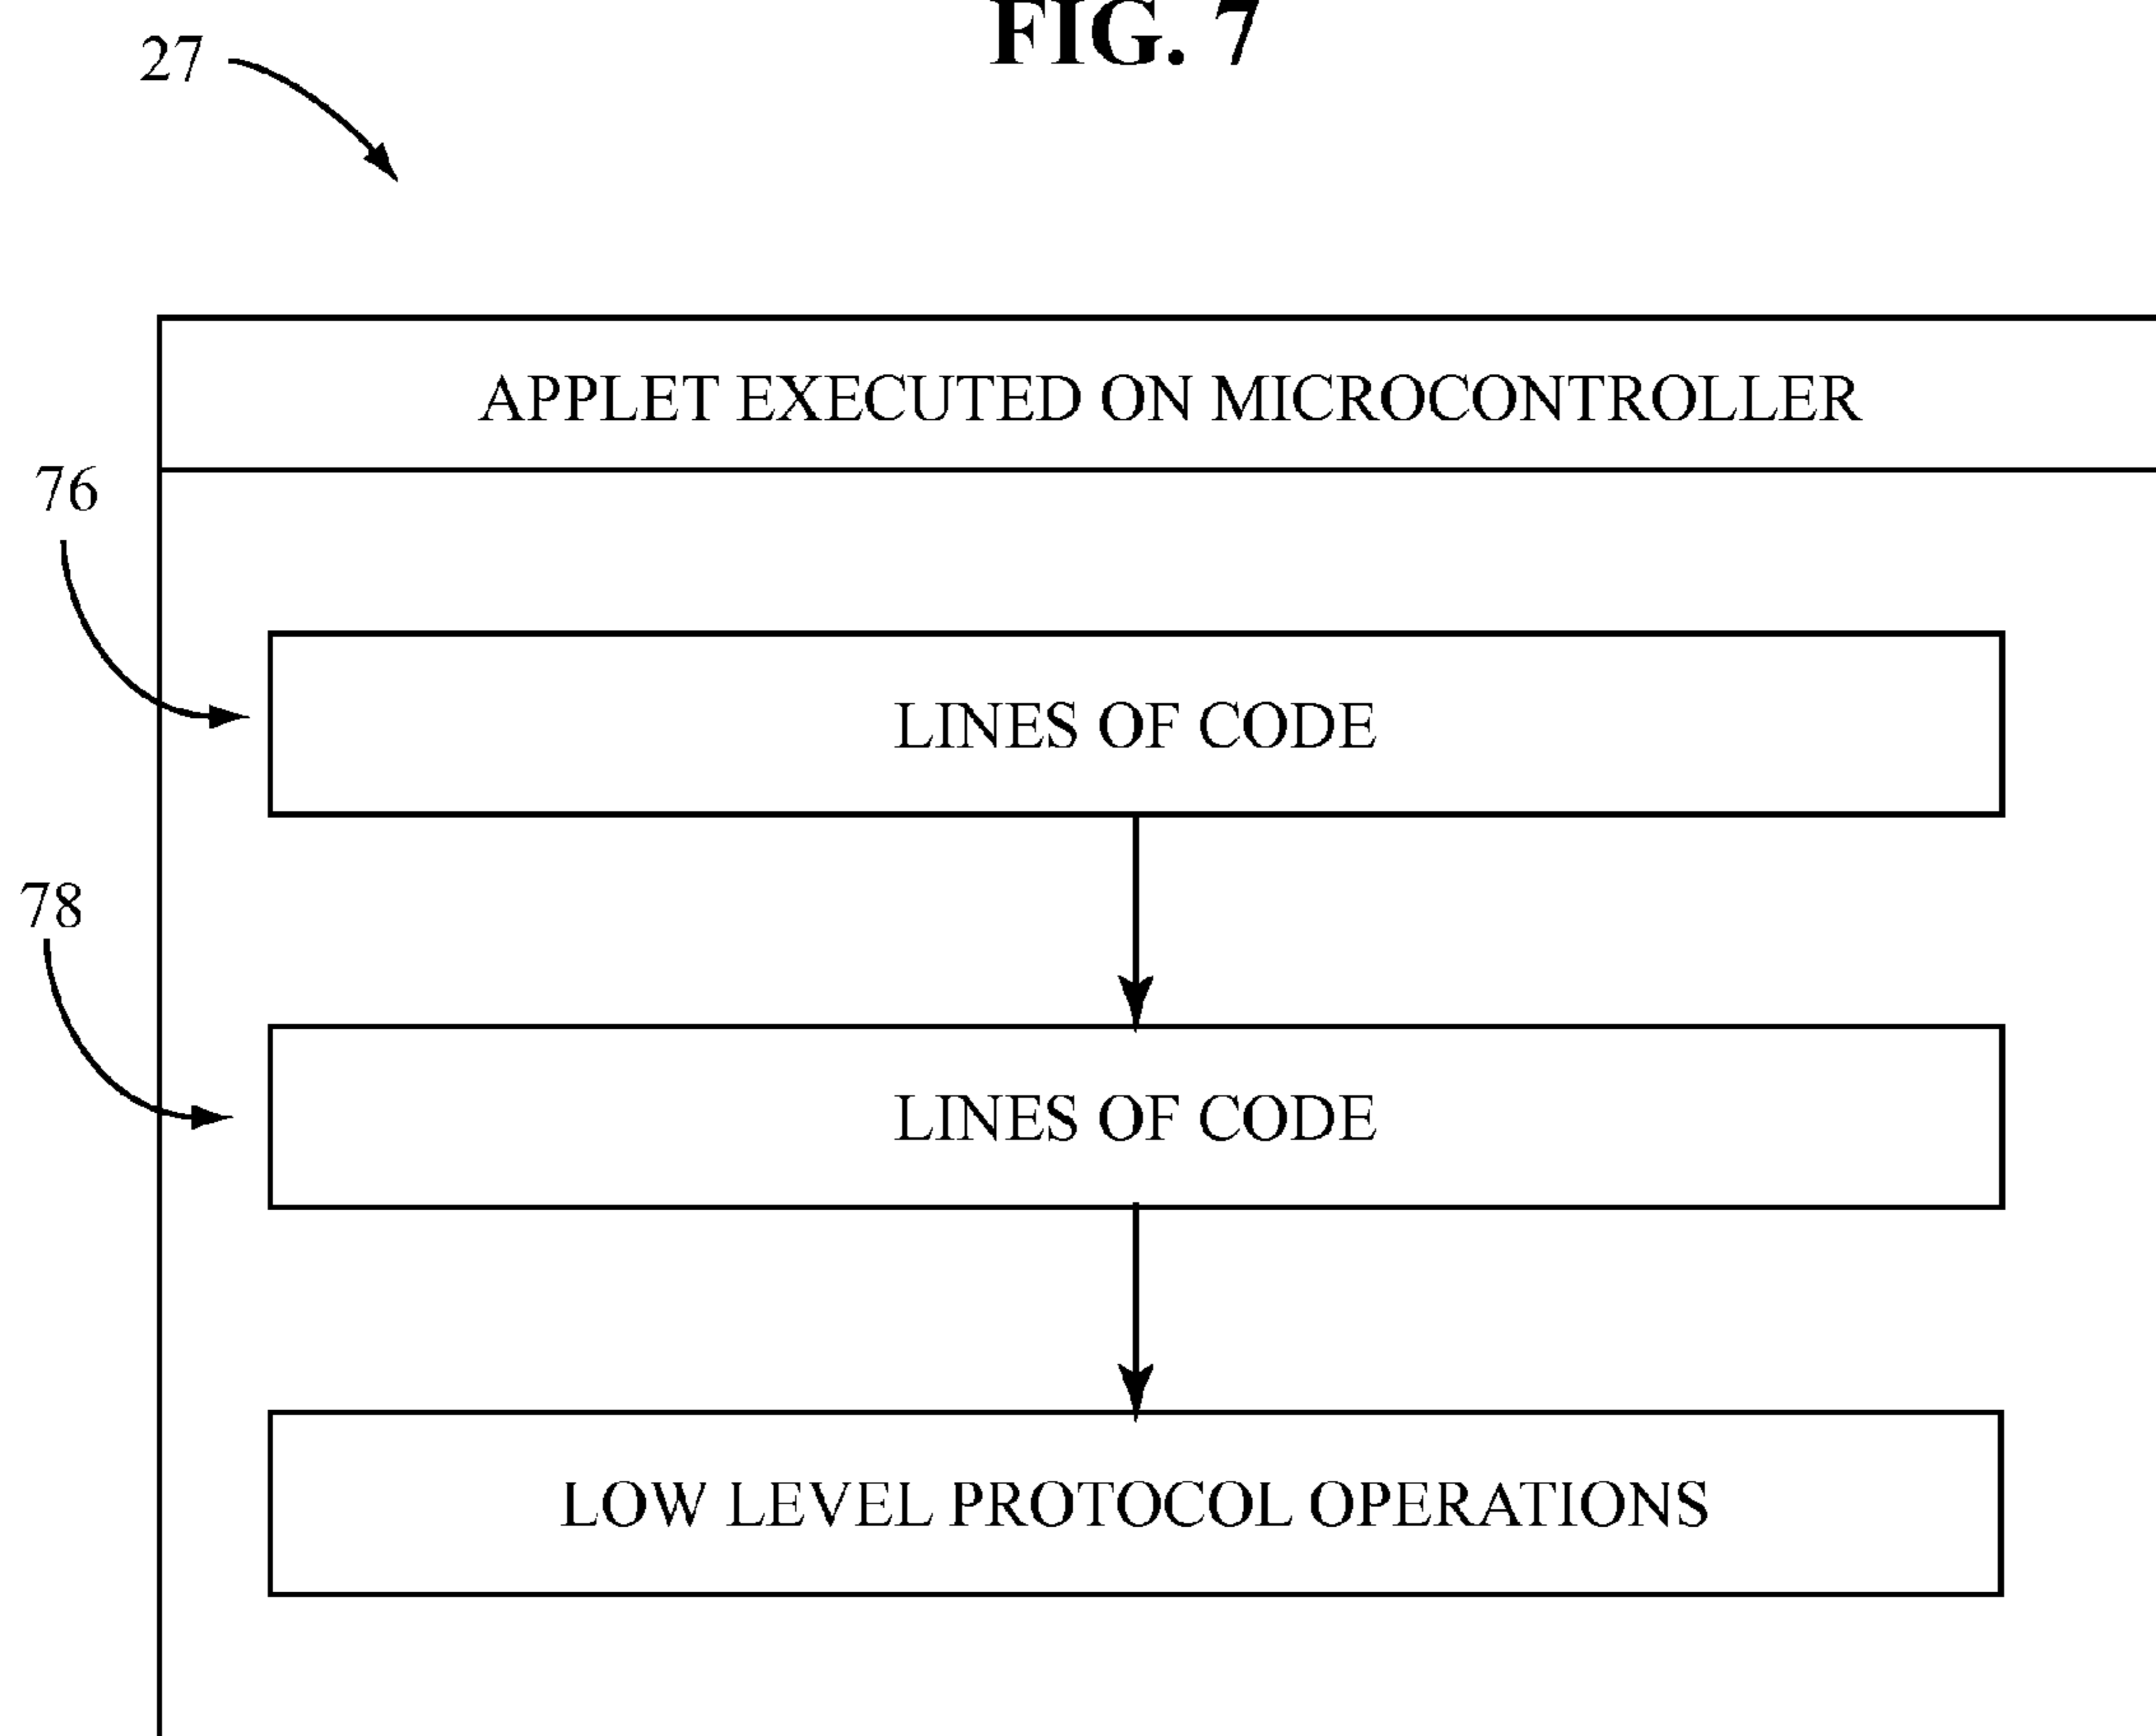 FIG. 7
27
APPLET EXECUTED ON MICROCONTROLLER
76
LINES OF CODE
78
LINES OF CODE
LOW LEVEL PROTOCOL OPERATIONS